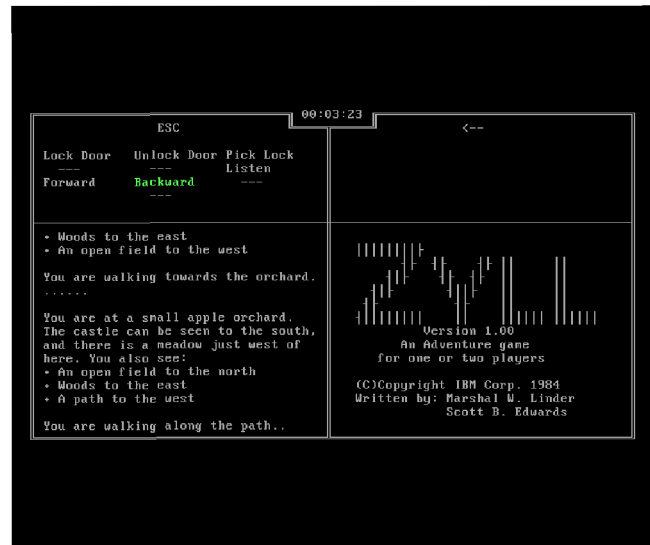 00:03:23
ESC
Lock Door Unlock Door Pick Lock
--- --- Listen
Forward Backward ---
---
• Woods to the east
• An open field to the west
You are walking towards the orchard.
......
You are at a small apple orchard.
The castle can be seen to the south,
and there is a meadow just west of
here. You also see:
• An open field to the north
• Woods to the east
• A path to the west
You are walking along the path..
<--
ZYLL
Version 1.00
An Adventure game
for one or two players
(C)Copyright IBM Corp. 1984
Written by: Marshal W. Linder
Scott B. Edwards